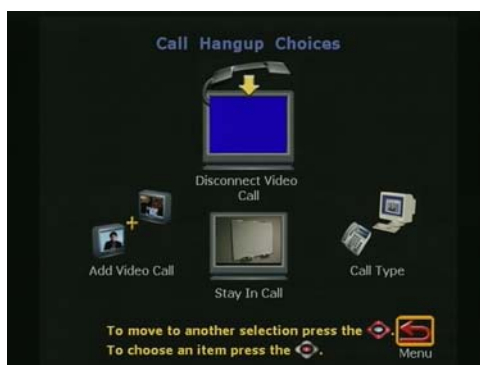 Call Hangup Choices
Disconnect Video
Call
Add Video Call
Stay In Call
Call Type
To move to another selection press the .
To choose an item press the .
Menu